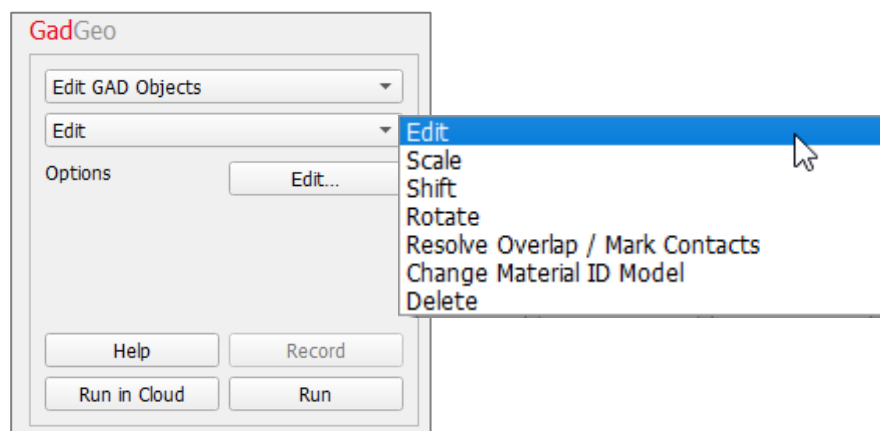 GadGeo
Edit GAD Objects
Edit
Options
Edit...
Edit
Scale
Shift
Rotate
Resolve Overlap / Mark Contacts
Change Material ID Model
Delete
Help
Record
Run in Cloud
Run